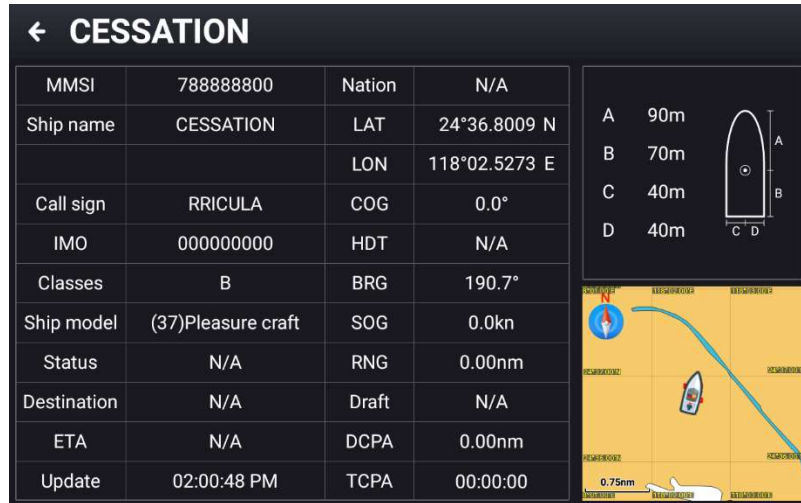 CESSATION
MMSI 788888800 Nation N/A
Ship name CESSATION LAT 24°36.8009 N
LON 118°02.5273 E
Call sign RRICULA COG 0.0°
IMO 000000000 HDT N/A
Classes B BRG 190.7°
Ship model (37)Pleasure craft SOG 0.0kn
Status N/A RNG 0.00nm
Destination N/A Draft N/A
ETA N/A DCPA 0.00nm
Update 02:00:48 PM TCPA 00:00:00
A 90m
B 70m
C 40m
D 40m
A
B
C D
N
0.75nm